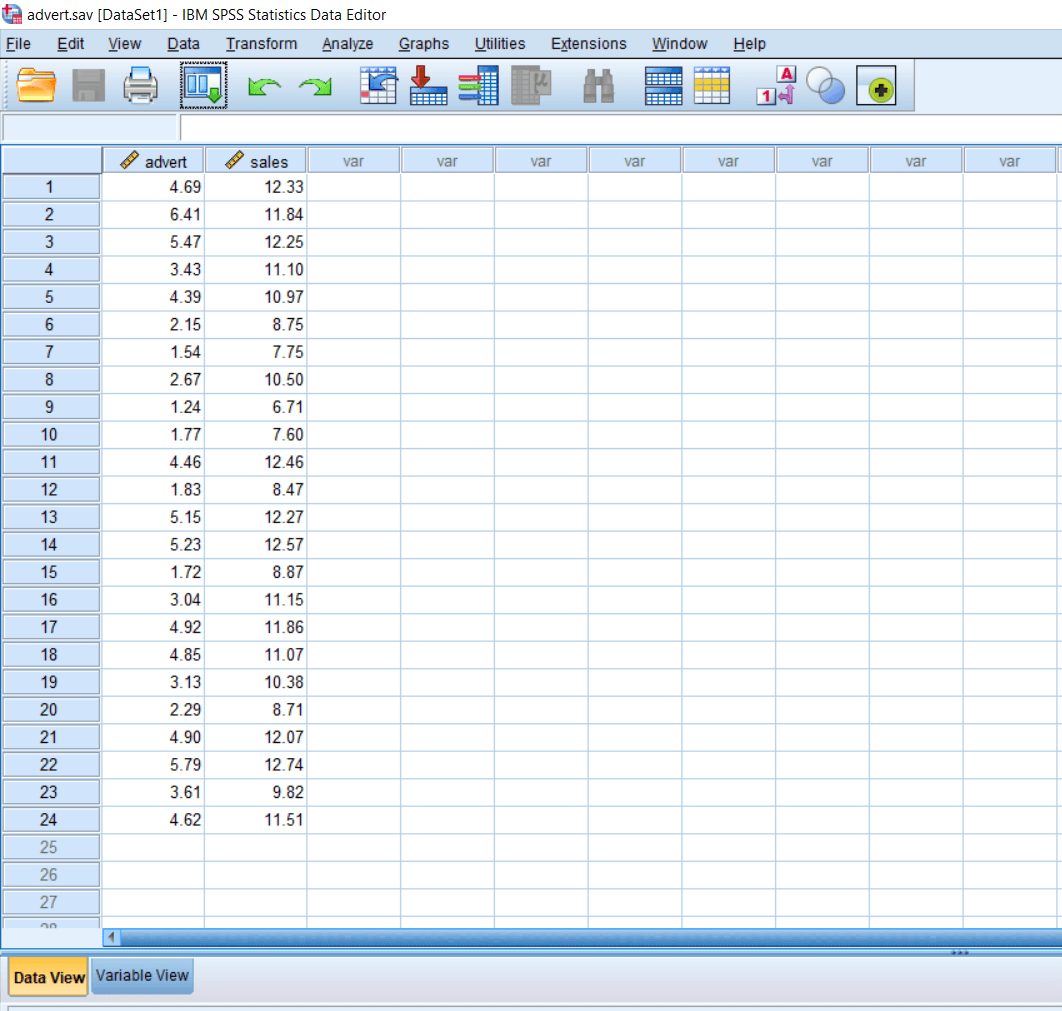 advert.sav [DataSet1] - IBM SPSS Statistics Data Editor
File Edit View Data Transform Analyze Graphs Utilities Extensions Window Help
A
1
advert sales var var var var var var var var
1 4.69 12.33
2 6.41 11.84
3 5.47 12.25
4 3.43 11.10
5 4.39 10.97
6 2.15 8.75
7 1.54 7.75
8 2.67 10.50
9 1.24 6.71
10 1.77 7.60
11 4.46 12.46
12 1.83 8.47
13 5.15 12.27
14 5.23 12.57
15 1.72 8.87
16 3.04 11.15
17 4.92 11.86
18 4.85 11.07
19 3.13 10.38
20 2.29 8.71
21 4.90 12.07
22 5.79 12.74
23 3.61 9.82
24 4.62 11.51
25
26
27
Data View Variable View